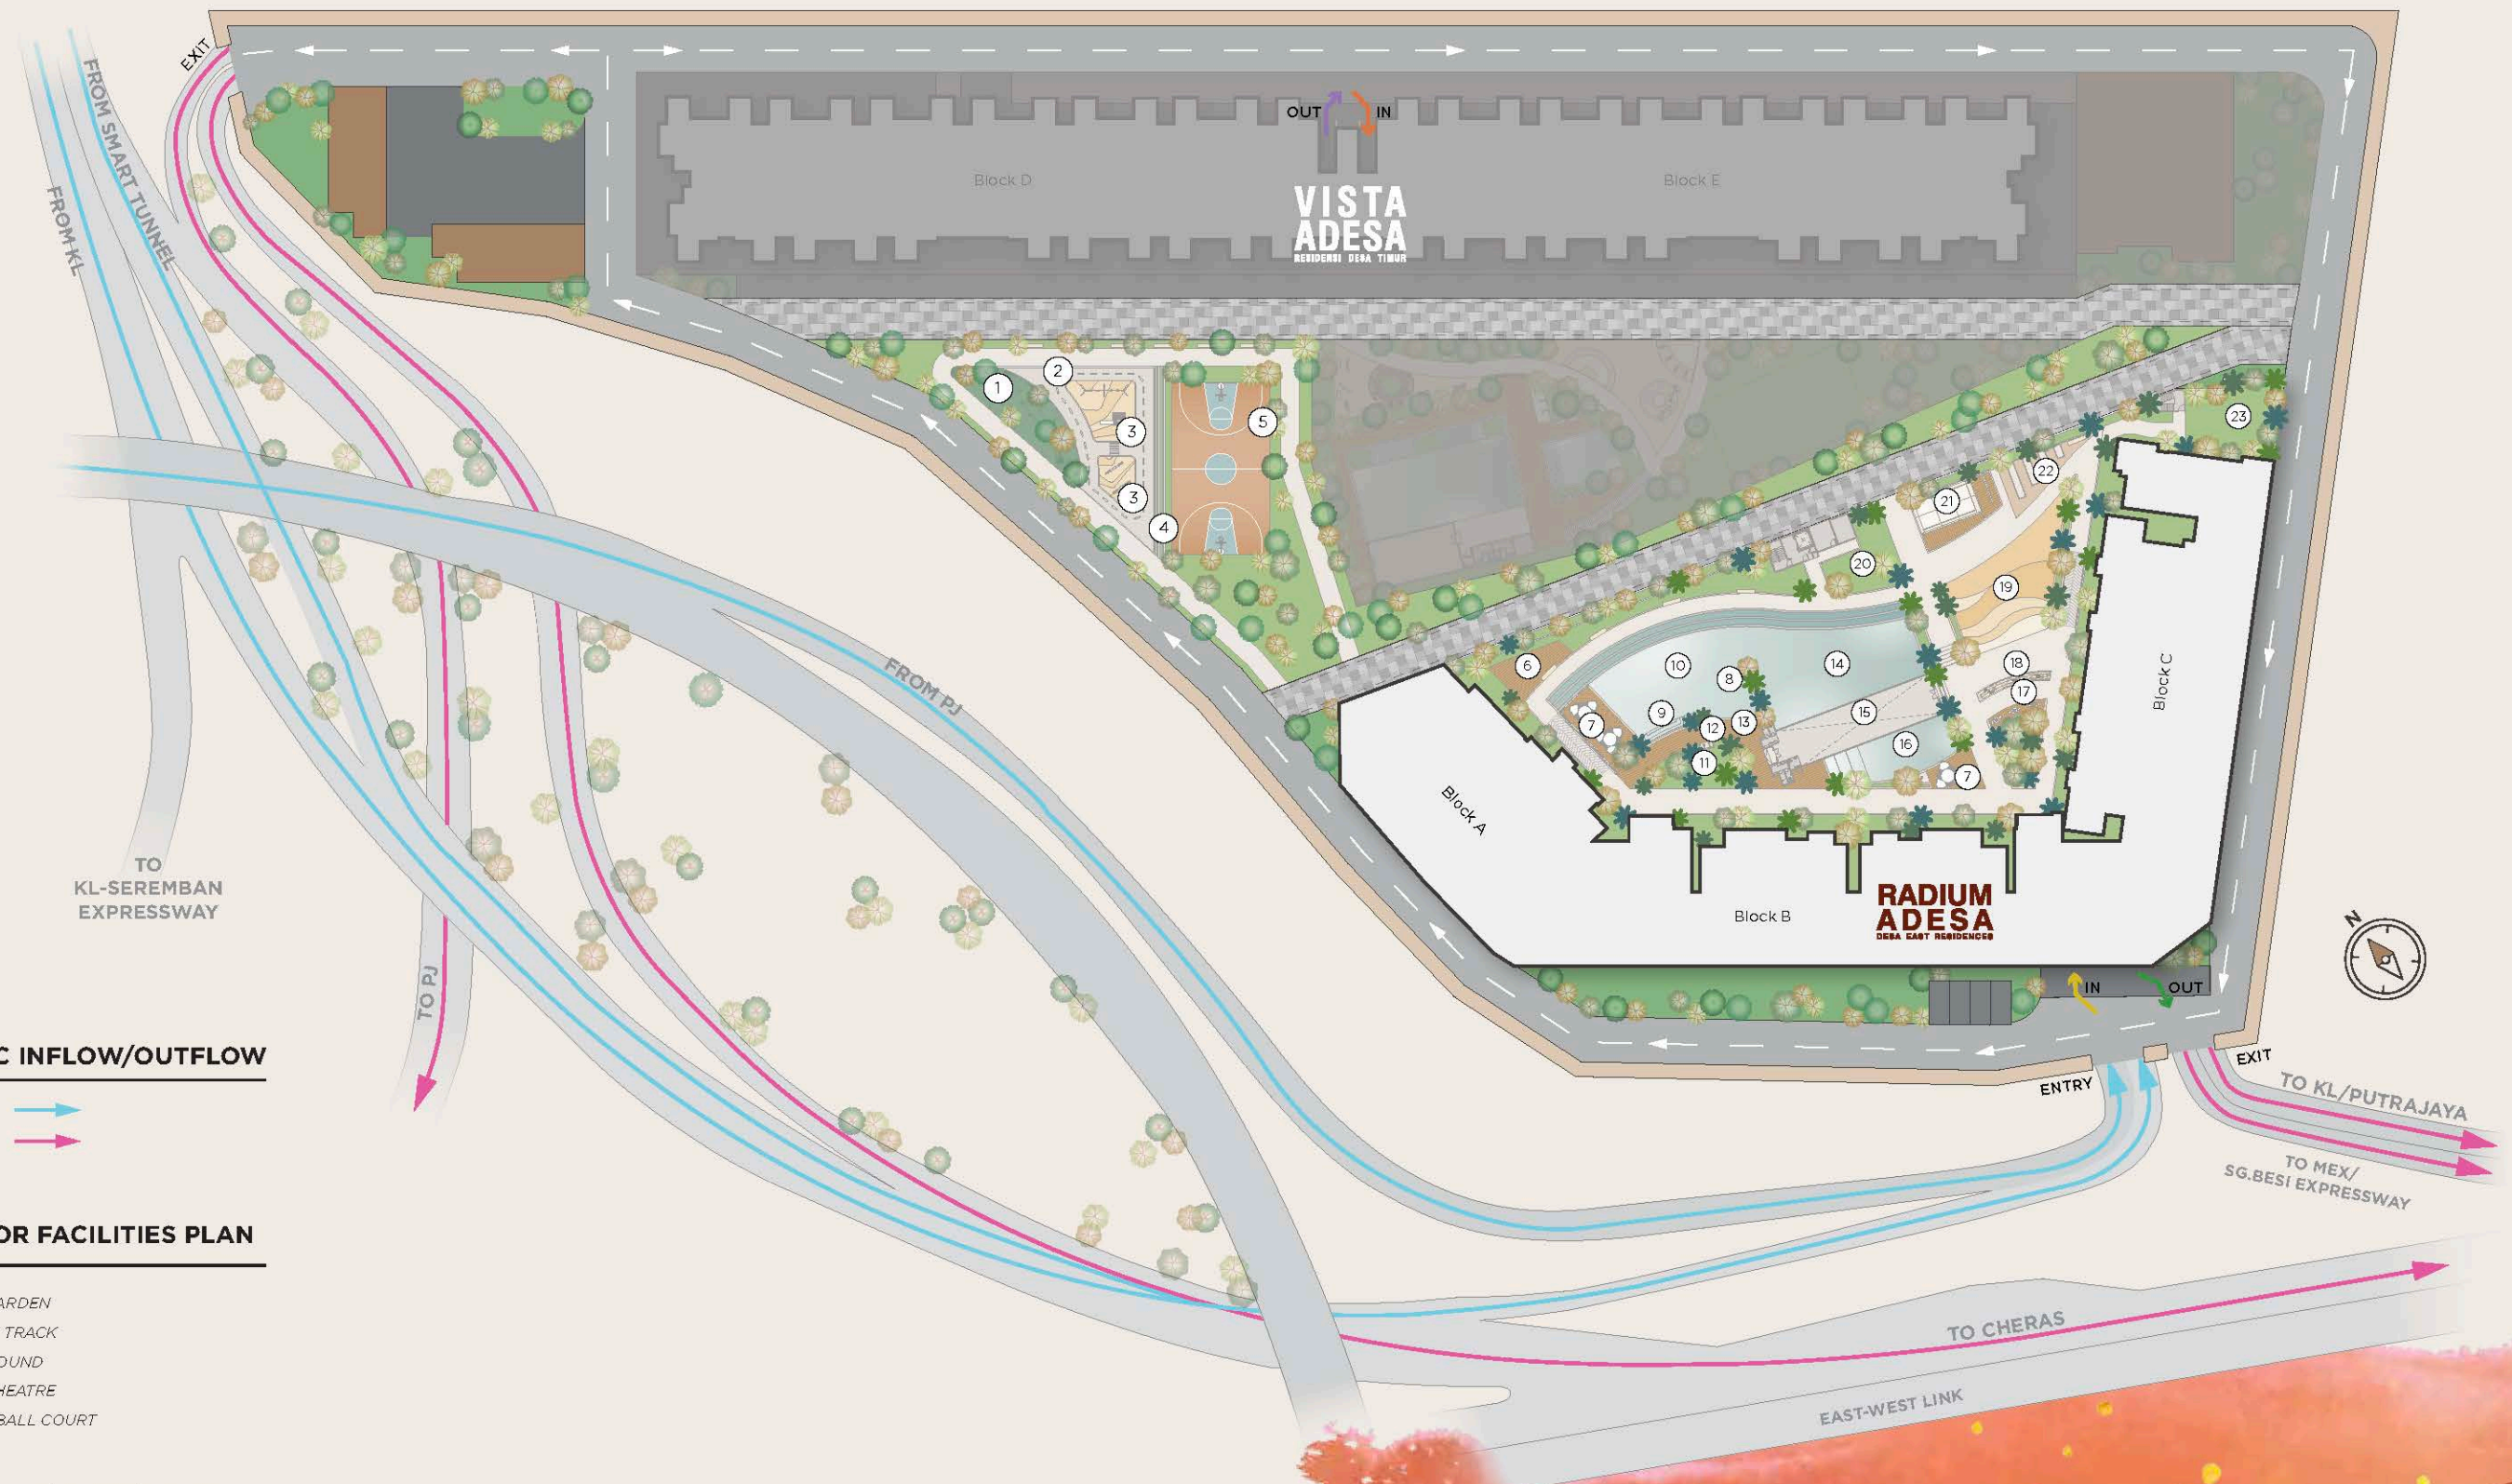 EXIT
FROM SMART TUNNEL
FROM KL
OUT
IN
Block D
Block E
VISTA
ADESA
RESIDENSI DESA TIMUR
1
2
3
3
4
5
23
22
21
20
19
6
10
8
14
18
17
7
9
12
13
15
16
11
7
FROM PJ
Block A
Block C
Block B
RADIUM
ADESA
DESA EAST RESIDENCES
N
IN
OUT
TO
KL-SEREMBAN
EXPRESSWAY
TO PJ
ENTRY
EXIT
TO KL/PUTRAJAYA
TO MEX/
SG.BESI EXPRESSWAY
TO CHERAS
EAST-WEST LINK
C INFLOW/OUTFLOW
OR FACILITIES PLAN
ARDEN
TRACK
OUND
HEATRE
BALL COURT